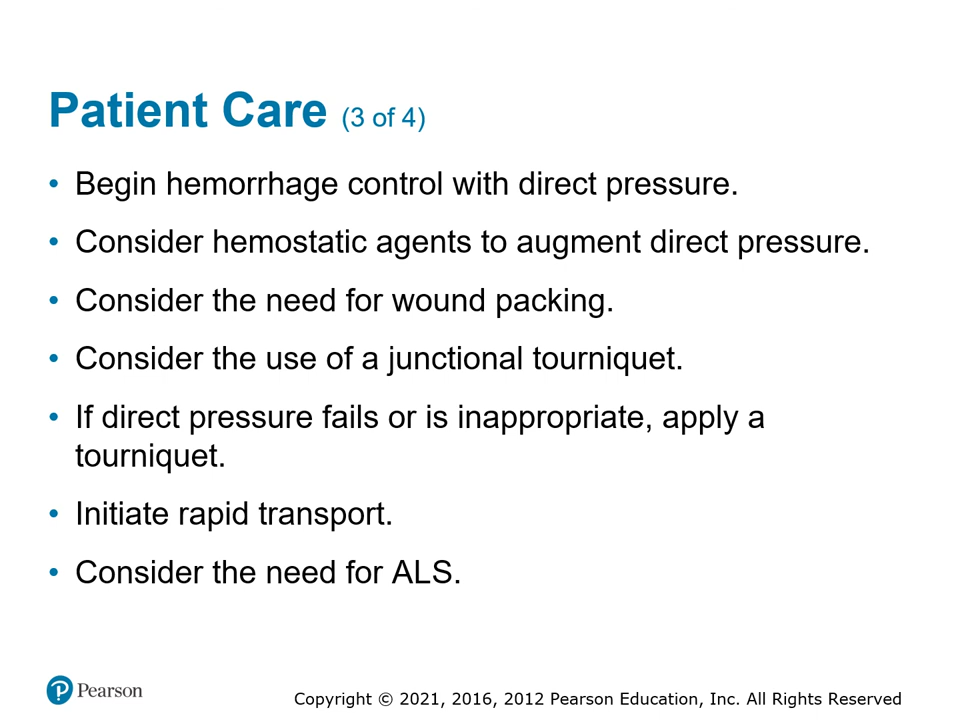 Patient Care (3 of 4)
• Begin hemorrhage control with direct pressure.
• Consider hemostatic agents to augment direct pressure.
• Consider the need for wound packing.
• Consider the use of a junctional tourniquet.
• If direct pressure fails or is inappropriate, apply a
tourniquet.
• Initiate rapid transport.
• Consider the need for ALS.
Pearson
Copyright © 2021, 2016, 2012 Pearson Education, Inc. All Rights Reserved